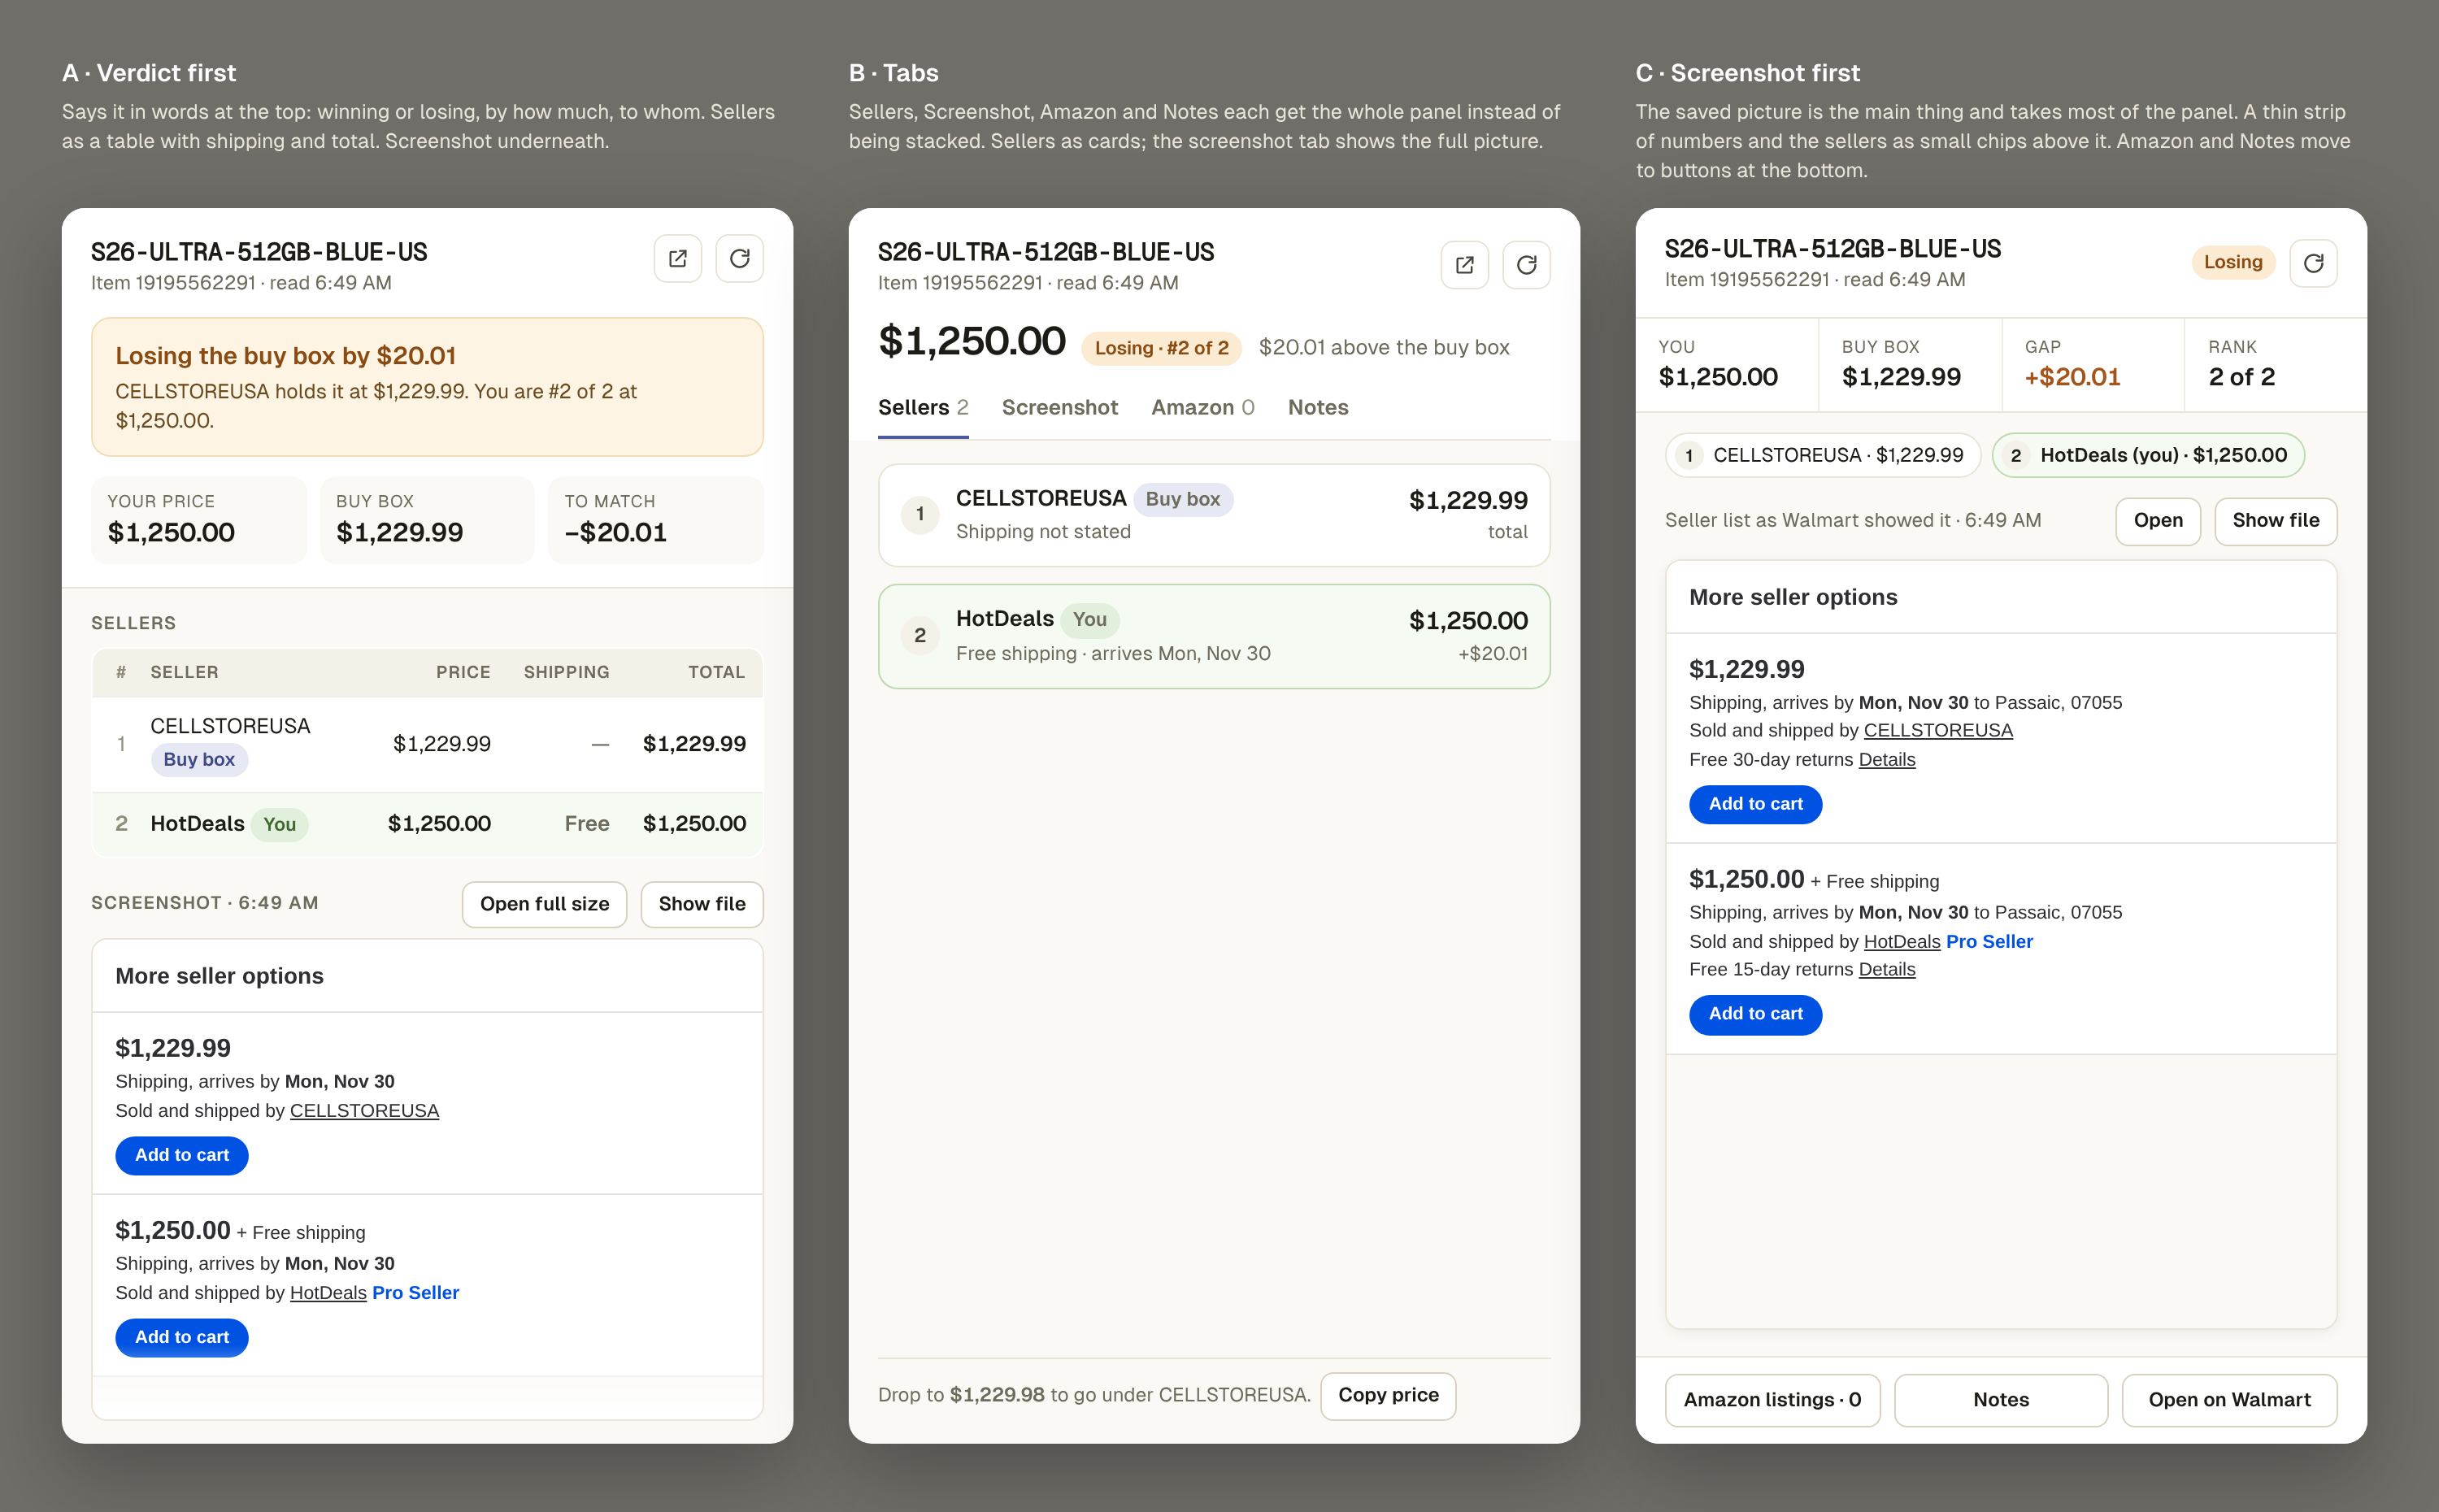 A · Verdict first
Says it in words at the top: winning or losing, by how much, to whom. Sellers
as a table with shipping and total. Screenshot underneath.
S26-ULTRA-512GB-BLUE-US
Item 19195562291 · read 6:49 AM
Losing the buy box by $20.01
CELLSTOREUSA holds it at $1,229.99. You are #2 of 2 at
$1,250.00.
YOUR PRICE
$1,250.00
BUY BOX
$1,229.99
TO MATCH
−$20.01
SELLERS
# SELLER PRICE SHIPPING TOTAL
1 CELLSTOREUSA Buy box $1,229.99 — $1,229.99
2 HotDeals You $1,250.00 Free $1,250.00
SCREENSHOT · 6:49 AM
Open full size
Show file
More seller options
$1,229.99
Shipping, arrives by Mon, Nov 30
Sold and shipped by CELLSTOREUSA
Add to cart
$1,250.00 + Free shipping
Shipping, arrives by Mon, Nov 30
Sold and shipped by HotDeals Pro Seller
Add to cart
B · Tabs
Sellers, Screenshot, Amazon and Notes each get the whole panel instead of
being stacked. Sellers as cards; the screenshot tab shows the full picture.
S26-ULTRA-512GB-BLUE-US
Item 19195562291 · read 6:49 AM
$1,250.00 Losing · #2 of 2 $20.01 above the buy box
Sellers 2 Screenshot Amazon 0 Notes
1 CELLSTOREUSA Buy box $1,229.99
Shipping not stated total
2 HotDeals You $1,250.00
Free shipping · arrives Mon, Nov 30 +$20.01
Drop to $1,229.98 to go under CELLSTOREUSA. Copy price
C · Screenshot first
The saved picture is the main thing and takes most of the panel. A thin strip
of numbers and the sellers as small chips above it. Amazon and Notes move
to buttons at the bottom.
S26-ULTRA-512GB-BLUE-US
Item 19195562291 · read 6:49 AM
Losing
YOU
$1,250.00
BUY BOX
$1,229.99
GAP
+$20.01
RANK
2 of 2
1 CELLSTOREUSA · $1,229.99
2 HotDeals (you) · $1,250.00
Seller list as Walmart showed it · 6:49 AM
Open
Show file
More seller options
$1,229.99
Shipping, arrives by Mon, Nov 30 to Passaic, 07055
Sold and shipped by CELLSTOREUSA
Free 30-day returns Details
Add to cart
$1,250.00 + Free shipping
Shipping, arrives by Mon, Nov 30 to Passaic, 07055
Sold and shipped by HotDeals Pro Seller
Free 15-day returns Details
Add to cart
Amazon listings · 0
Notes
Open on Walmart